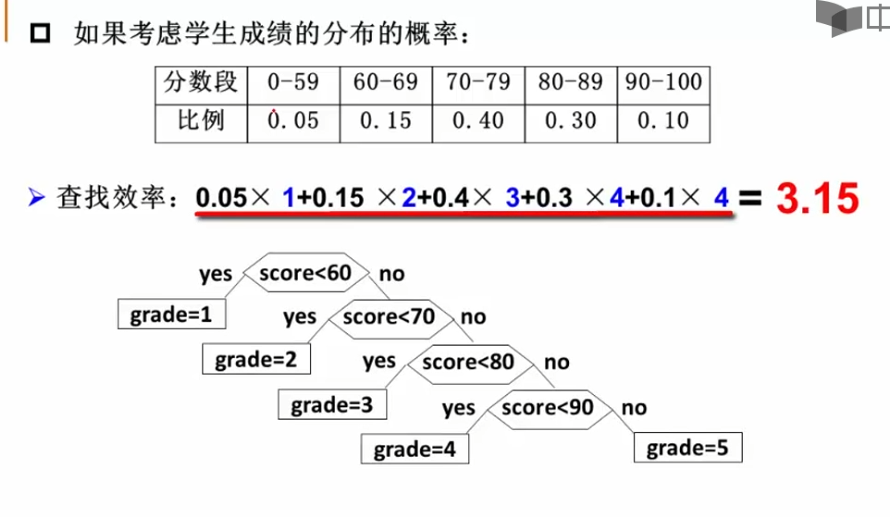 如果考虑学生成绩的分布的概率：
分数段 0-59 60-69 70-79 80-89 90-100
比例 0.05 0.15 0.40 0.30 0.10
查找效率：0.05× 1+0.15 ×2+0.4× 3+0.3 ×4+0.1× 4 = 3.15
yes score<60 no
grade=1 yes score<70 no
grade=2 yes score<80 no
grade=3 yes score<90 no
grade=4 grade=5